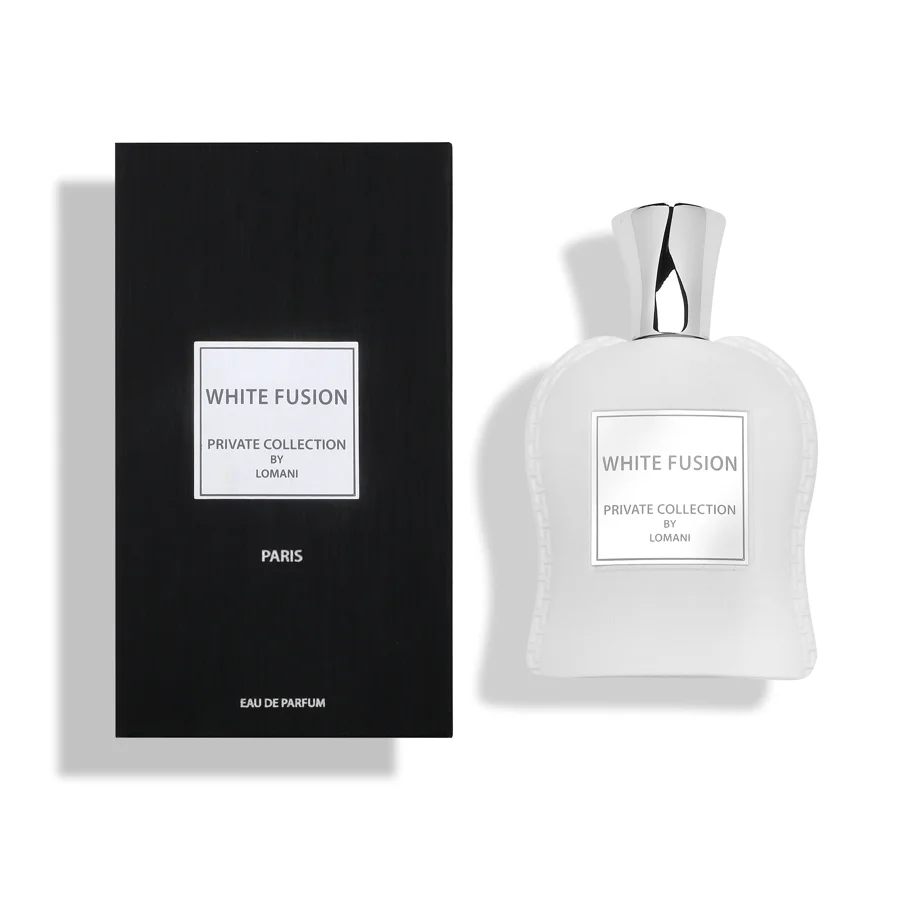 WHITE FUSION
PRIVATE COLLECTION
BY
LOMANI
PARIS
EAU DE PARFUM
WHITE FUSION
PRIVATE COLLECTION
BY
LOMANI